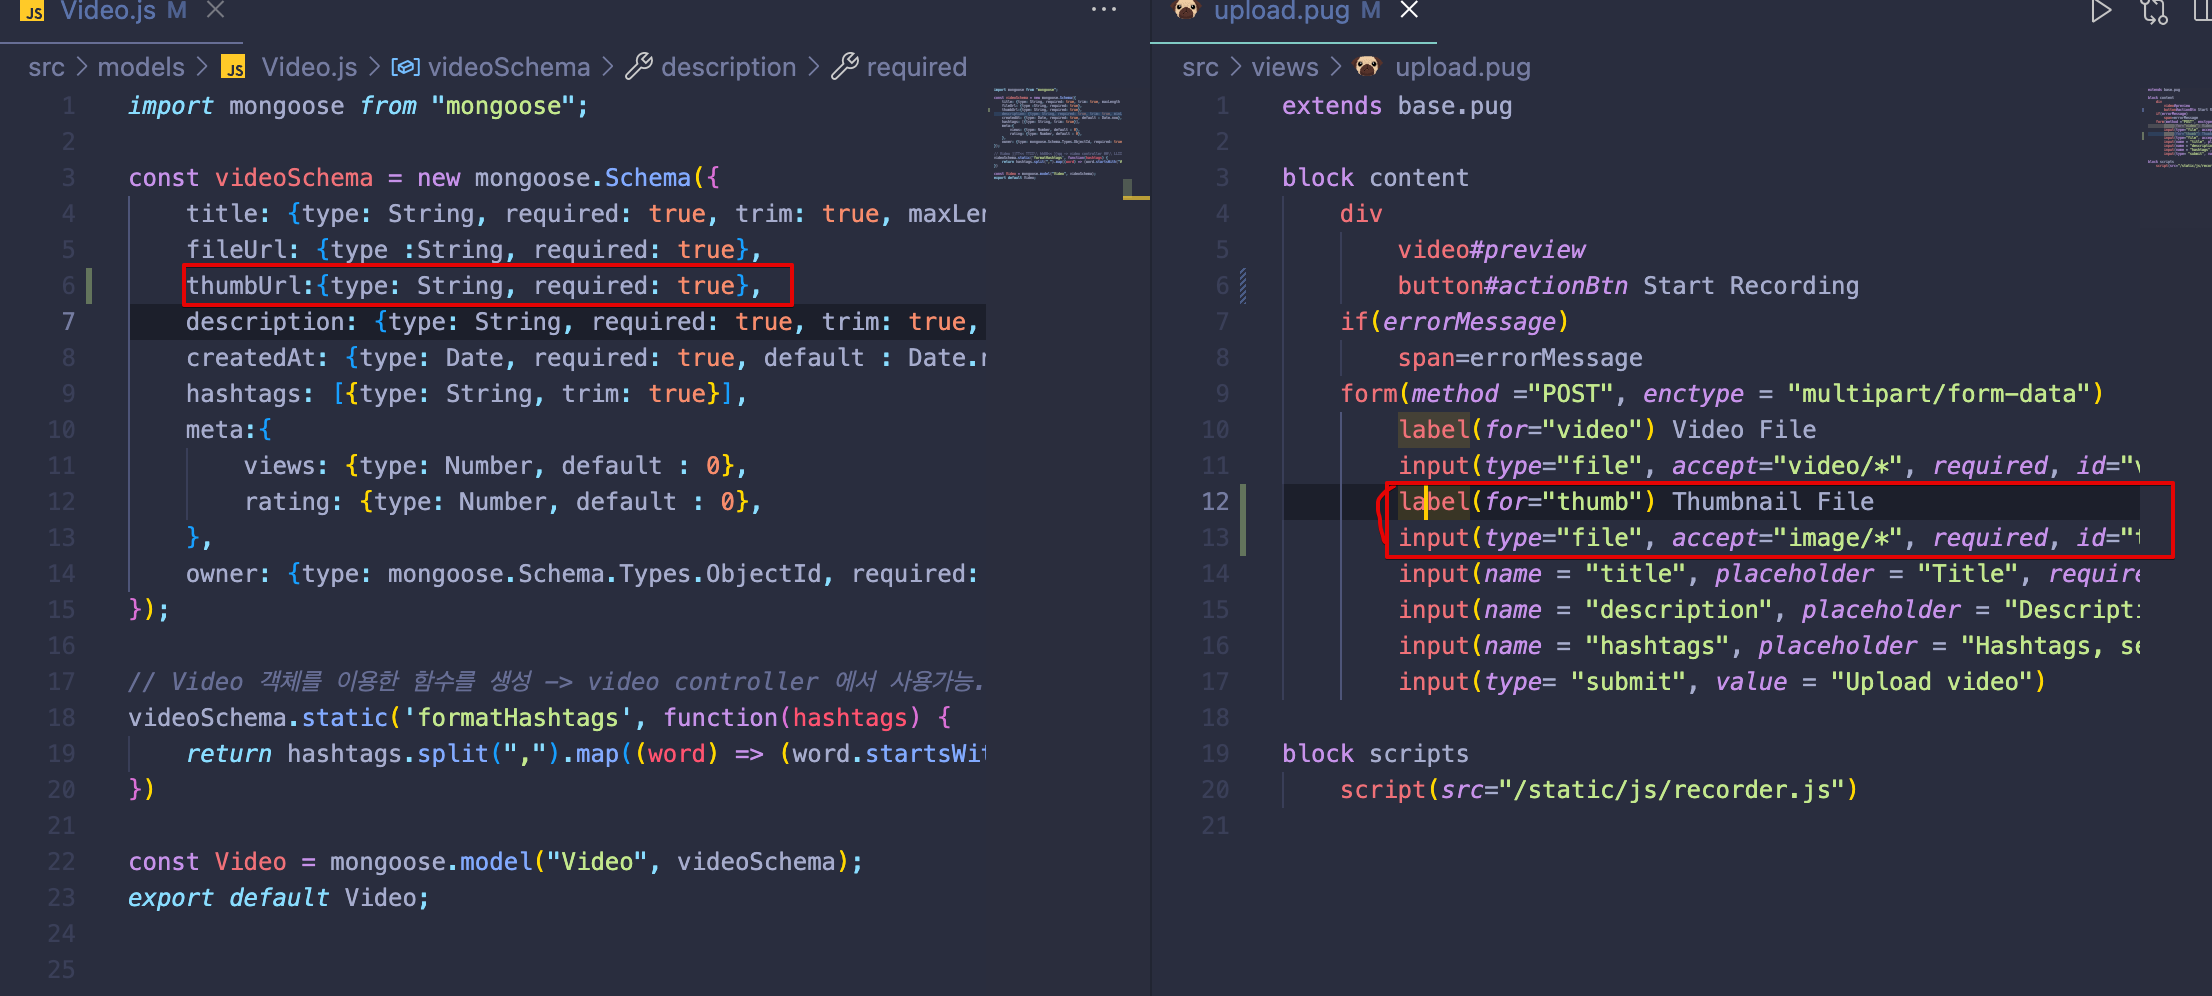 JS Video.js M
src > models > JS Video.js > videoSchema > description > required
1 import mongoose from "mongoose";
2
3 const videoSchema = new mongoose.Schema({
4 title: {type: String, required: true, trim: true, maxLen
5 fileUrl: {type :String, required: true},
6 thumbUrl:{type: String, required: true},
7 description: {type: String, required: true, trim: true,
8 createdAt: {type: Date, required: true, default : Date.n
9 hashtags: [{type: String, trim: true}],
10 meta:{
11 views: {type: Number, default : 0},
12 rating: {type: Number, default : 0},
13 },
14 owner: {type: mongoose.Schema.Types.ObjectId, required:
15 });
16
17 // Video 객체를 이용한 함수를 생성 -> video controller 에서 사용가능.
18 videoSchema.static('formatHashtags', function(hashtags) {
19 return hashtags.split(",").map((word) => (word.startsWit
20 })
21
22 const Video = mongoose.model("Video", videoSchema);
23 export default Video;
24
25
upload.pug M
src > views > upload.pug
1 extends base.pug
2
3 block content
4 div
5 video#preview
6 button#actionBtn Start Recording
7 if(errorMessage)
8 span=errorMessage
9 form(method ="POST", enctype = "multipart/form-data")
10 label(for="video") Video File
11 input(type="file", accept="video/*", required, id="v
12 label(for="thumb") Thumbnail File
13 input(type="file", accept="image/*", required, id="t
14 input(name = "title", placeholder = "Title", require
15 input(name = "description", placeholder = "Descripti
16 input(name = "hashtags", placeholder = "Hashtags, se
17 input(type= "submit", value = "Upload video")
18
19 block scripts
20 script(src="/static/js/recorder.js")
21